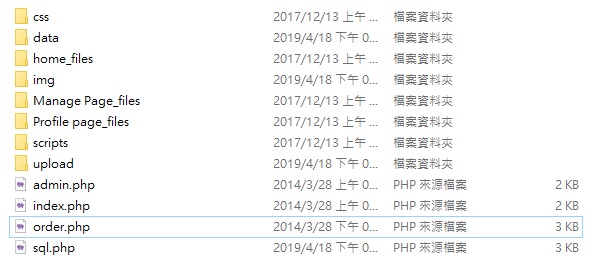 css 2017/12/13 上午 ... 檔案資料夾
data 2019/4/18 下午 0... 檔案資料夾
home_files 2017/12/13 上午 ... 檔案資料夾
img 2019/4/18 上午 0... 檔案資料夾
Manage Page_files 2017/12/13 上午 ... 檔案資料夾
Profile page_files 2017/12/13 上午 ... 檔案資料夾
scripts 2017/12/13 上午 ... 檔案資料夾
upload 2019/4/18 下午 0... 檔案資料夾
admin.php 2014/3/28 上午 0... PHP 來源檔案 2 KB
index.php 2014/3/28 上午 0... PHP 來源檔案 2 KB
order.php 2014/3/28 下午 0... PHP 來源檔案 3 KB
sql.php 2019/4/18 下午 0... PHP 來源檔案 3 KB